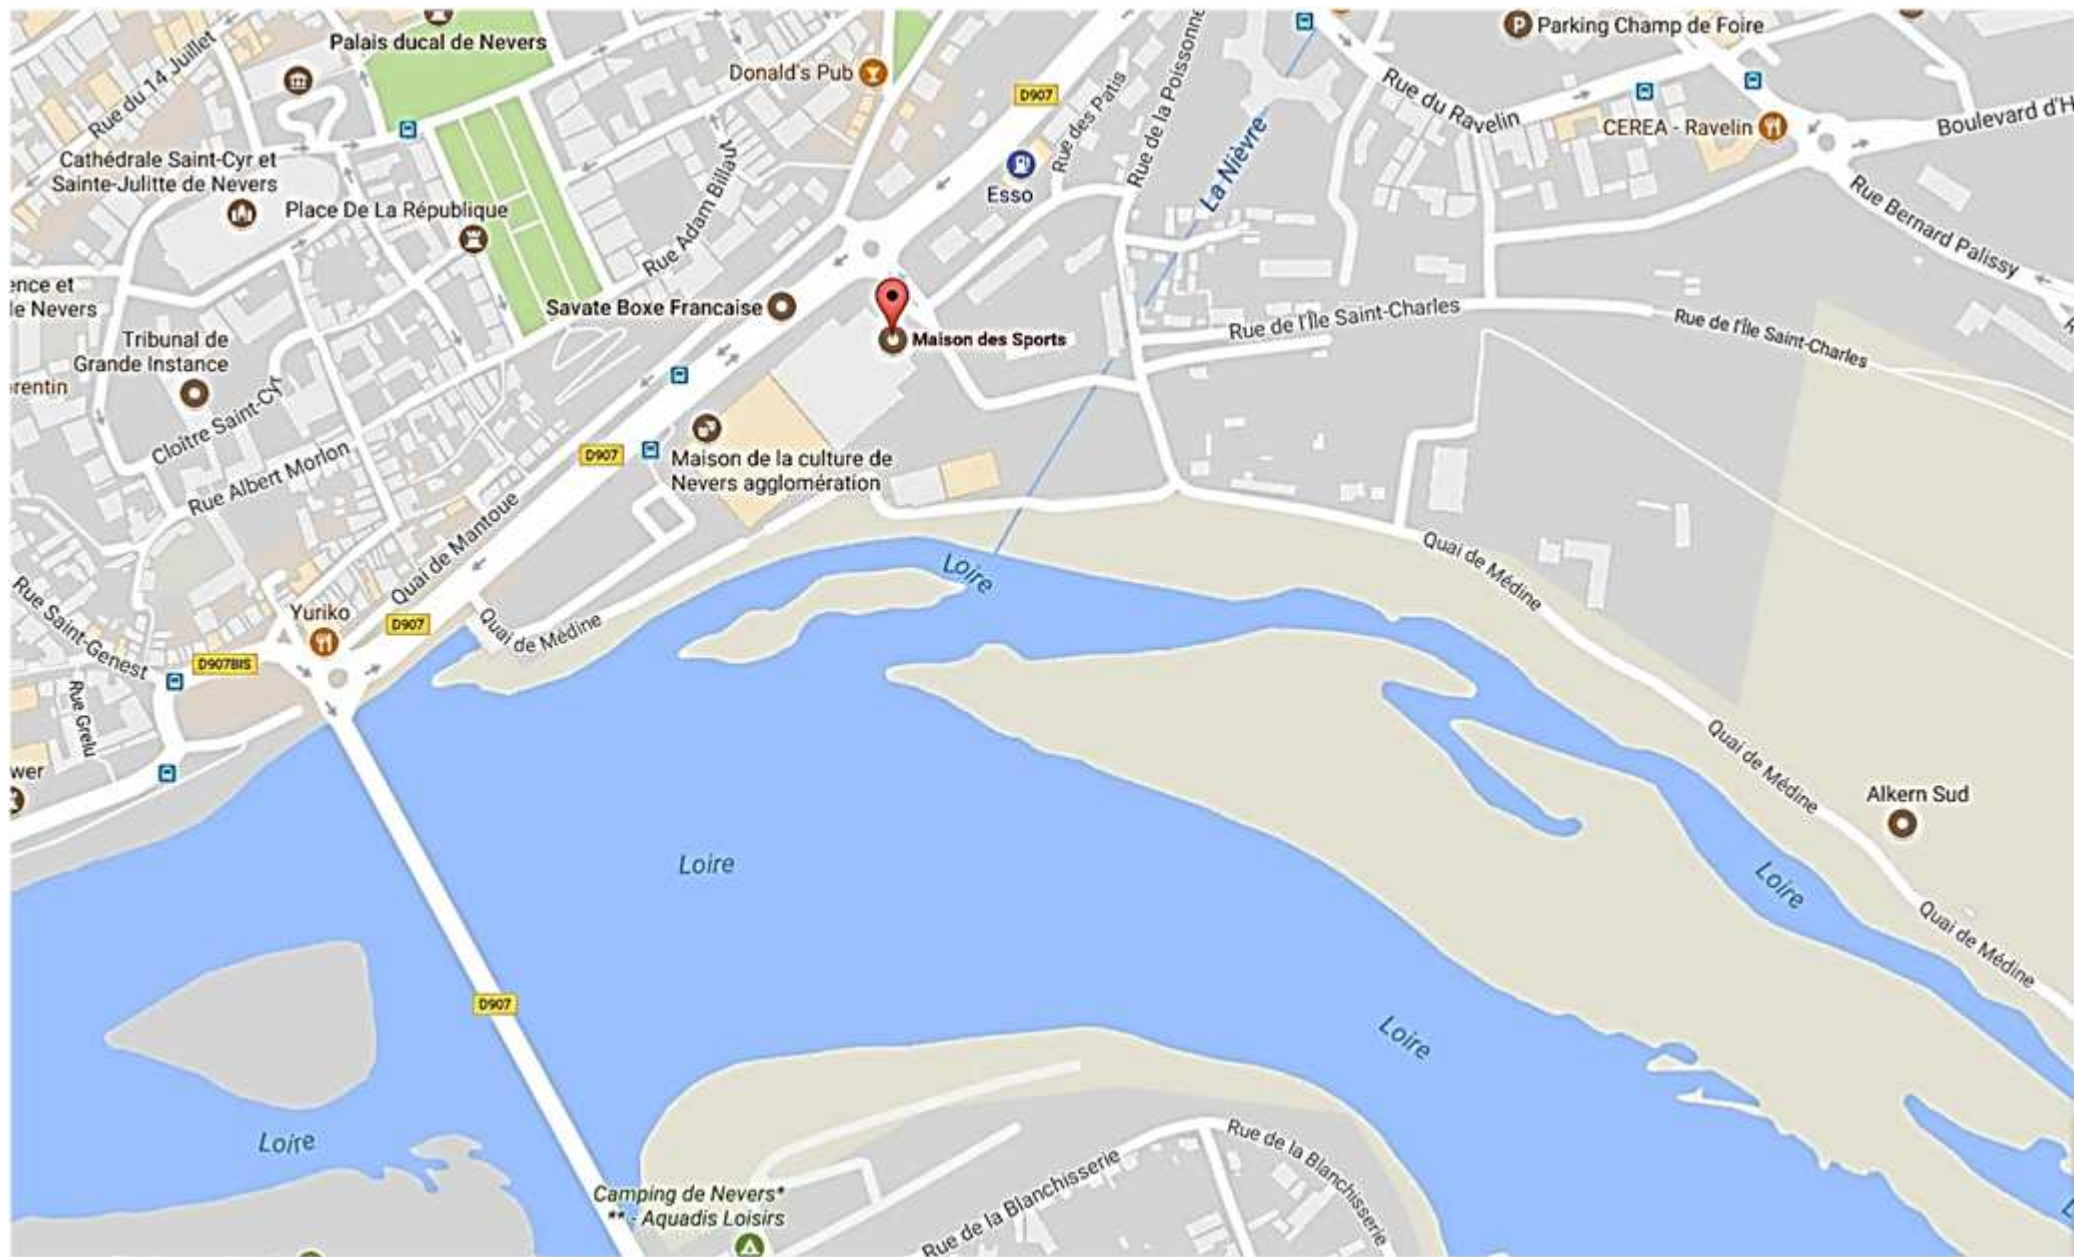 Palais ducal de Nevers
Parking Champ de Foire
Rue du 14 Juillet
Donald's Pub
D907
Rue des Patis
Rue de la Poissonne
Rue du Ravelin
CEREA - Ravelin
Boulevard d'H
Cathédrale Saint-Cyr et
Sainte-Julitte de Nevers
Place De La République
Rue Adam Billaut
Esso
La Nièvre
Rue Bernard Palissy
ence et
le Nevers
Savate Boxe Francaise
Maison des Sports
Rue de l'Île Saint-Charles
Rue de l'Île Saint-Charles
Tribunal de
Grande Instance
orentin
Cloitre Saint-Cyr
Rue Albert Morlon
D907
Maison de la culture de
Nevers agglomération
Quai de Mantoue
Loire
Quai de Médine
Rue Saint-Genest
Yuriko
D907
Quai de Médine
D907BIS
Rue Grelu
Quai de Médine
wer
Alkern Sud
Loire
Loire
Quai de Médine
D907
Loire
Loire
Camping de Nevers*
** - Aquadis Loisirs
Rue de la Blanchisserie
Rue de la Blanchisserie